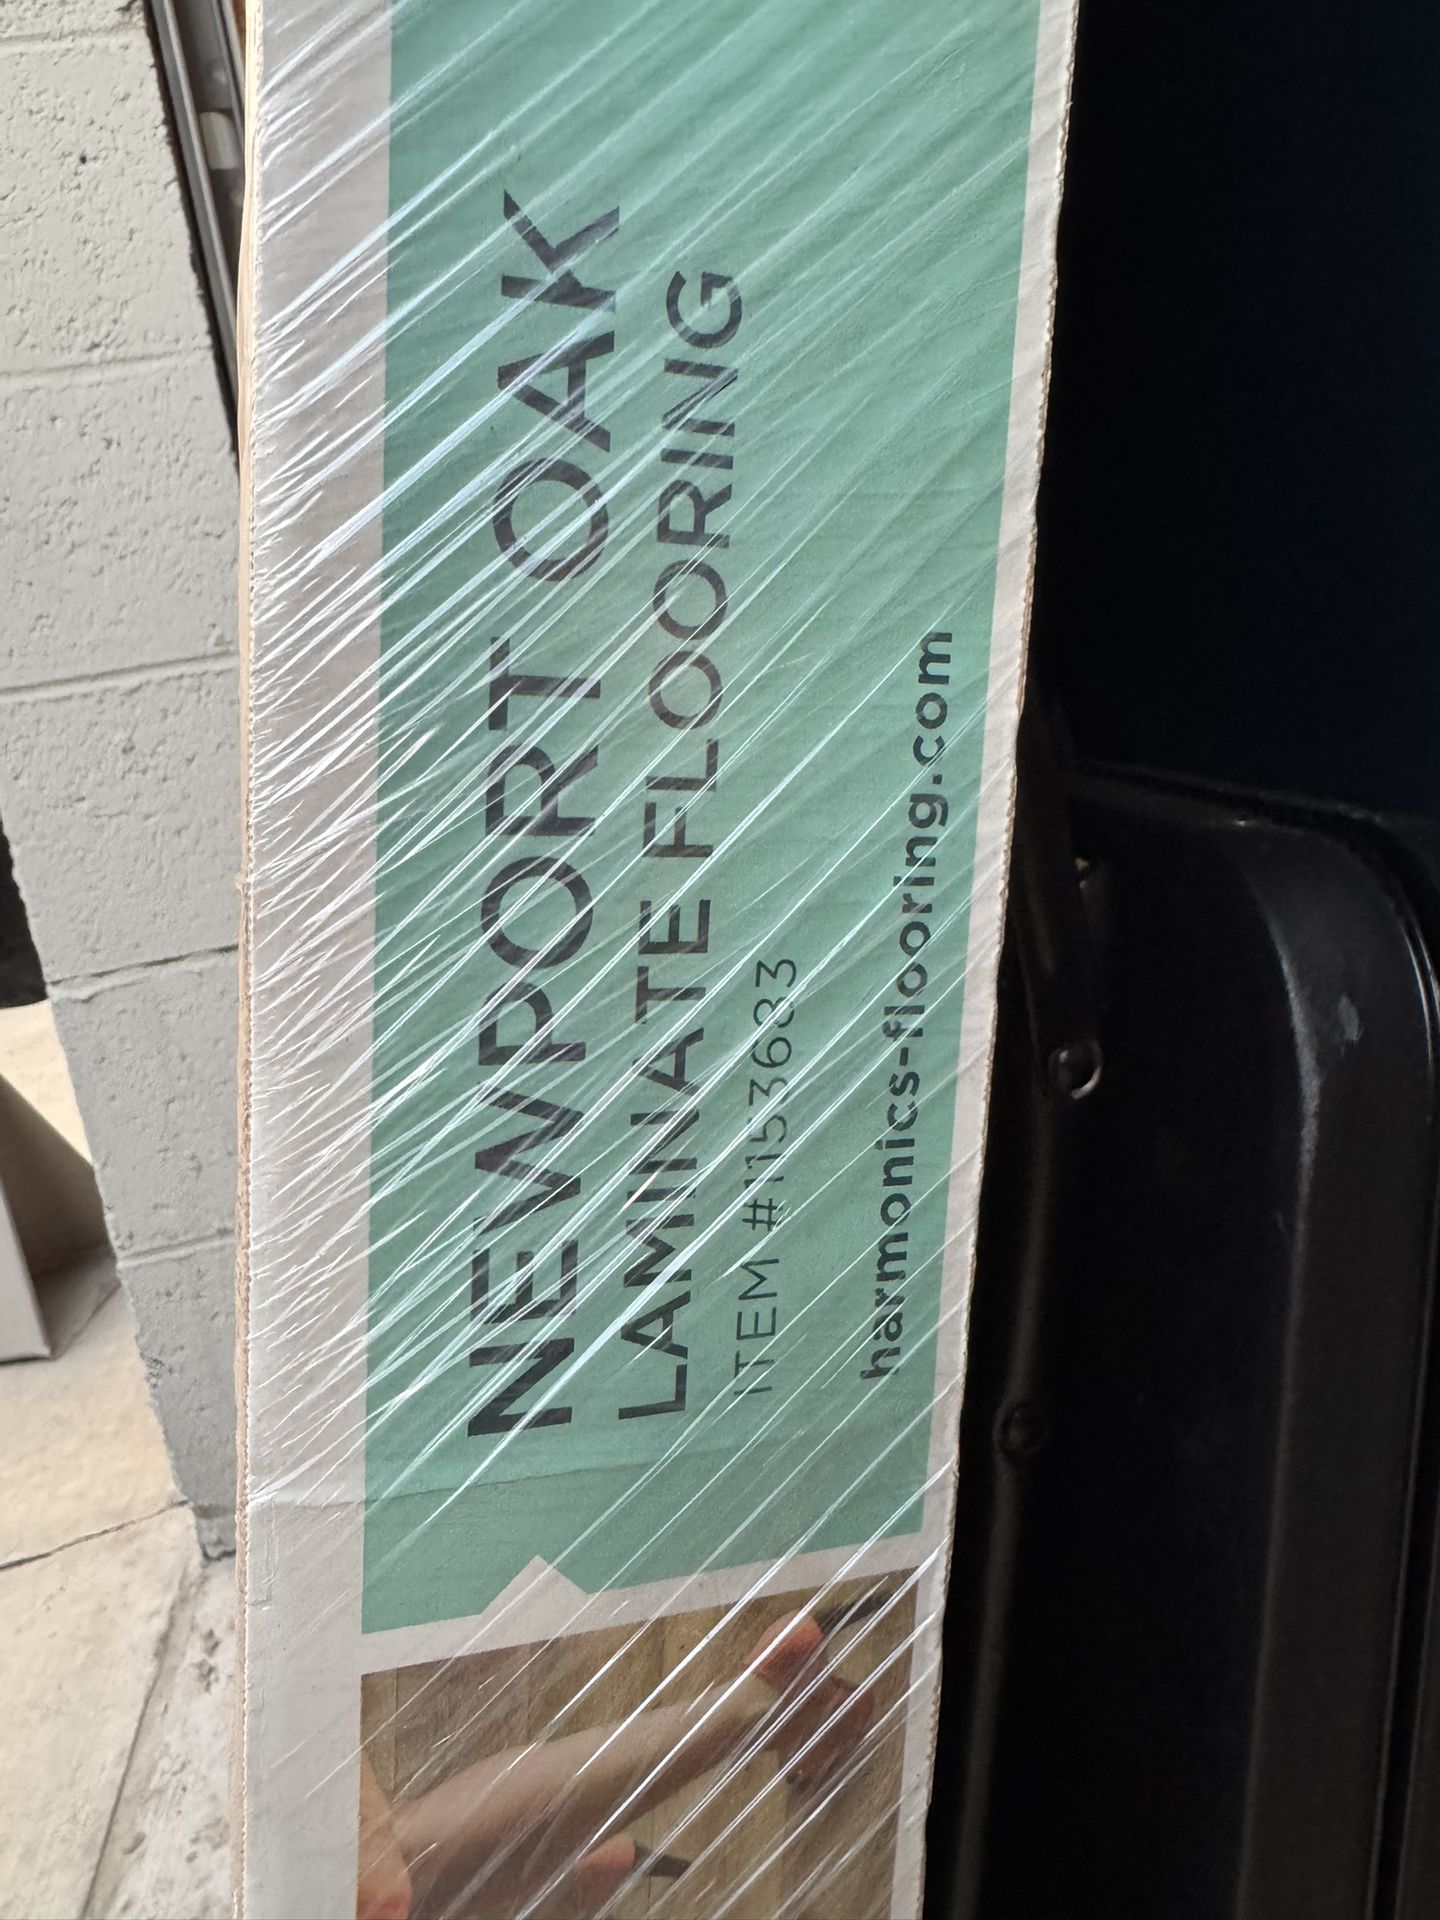 NEWPORT OAK
LAMINATE FLOORING
ITEM #1153683
harmonics-flooring.com